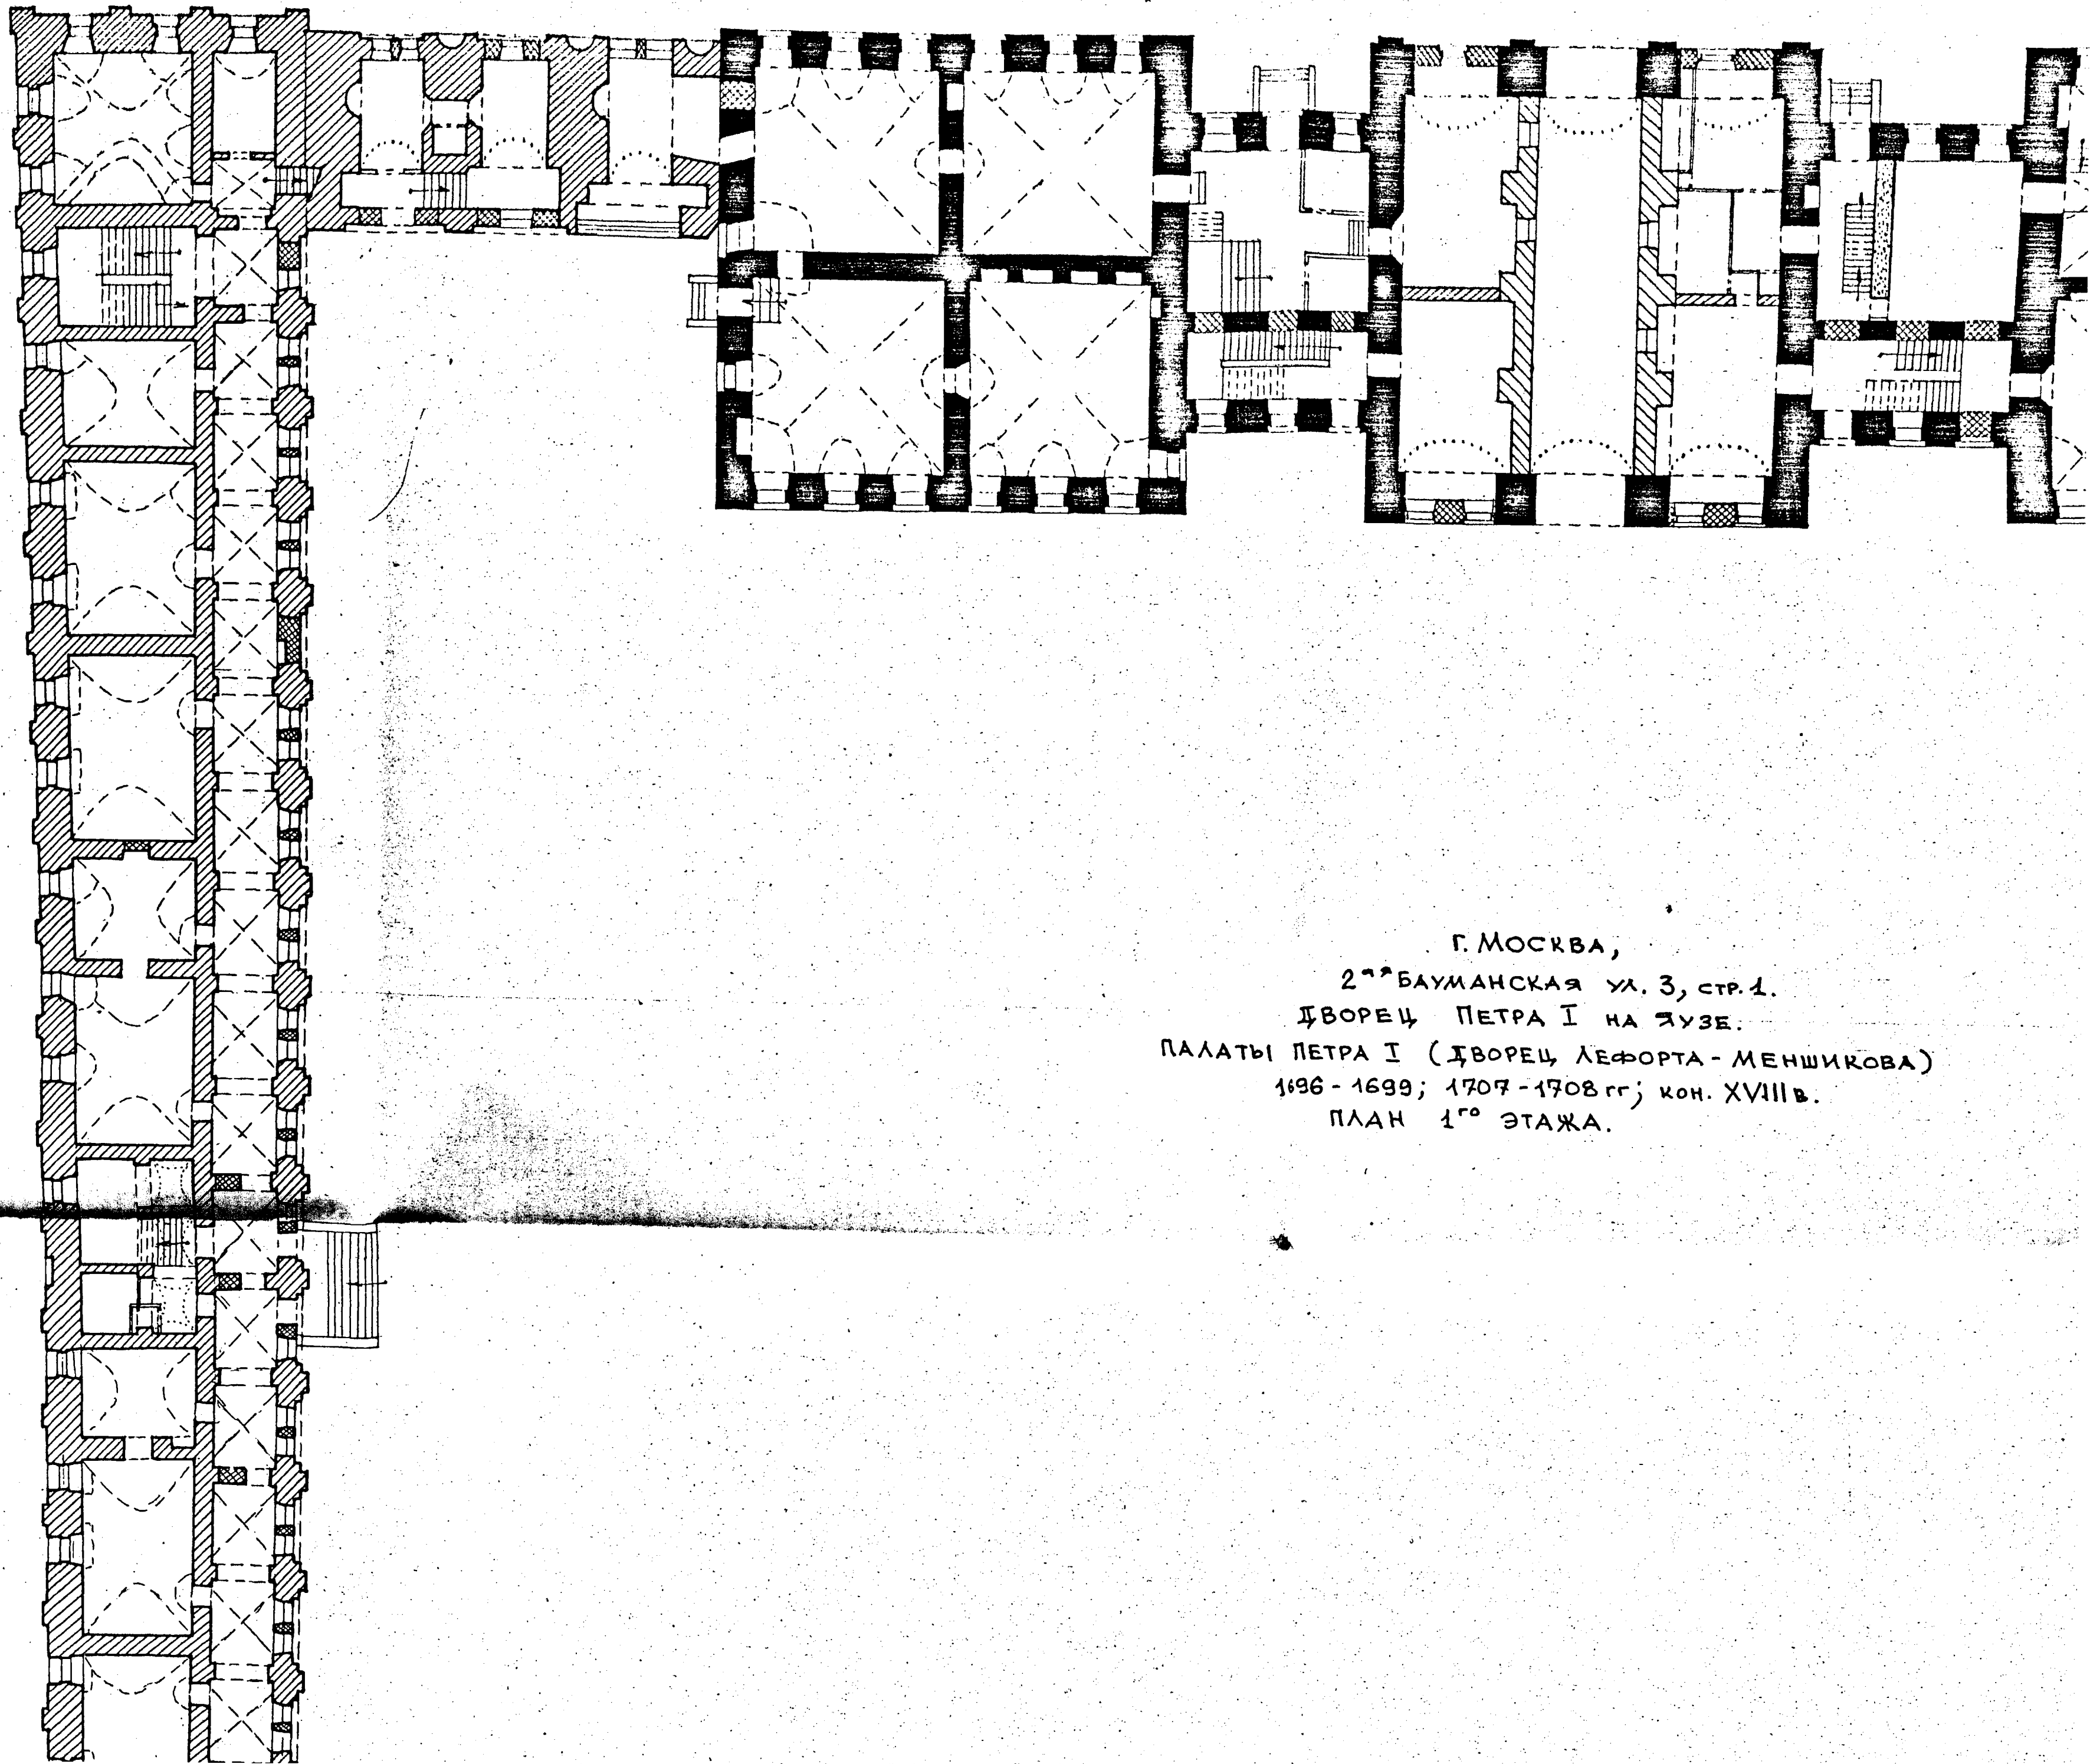 г. Москва,
2ая Бауманская ул. 3, стр. 1.
Дворец Петра I на Яузе.
Палаты Петра I (Дворец Лефорта - Меншикова)
1696 - 1699; 1707 - 1708 гг; кон. XVIII в.
План 1го этажа.